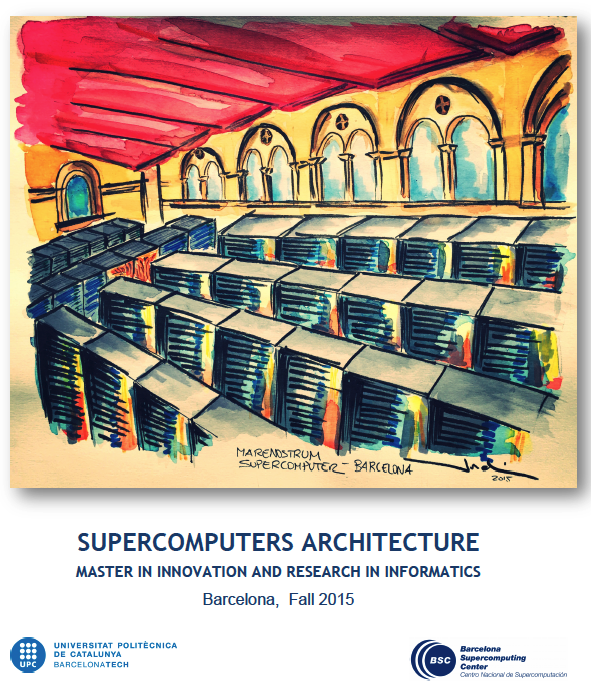 MARENOSTRUM
SUPERCOMPUTER - BARCELONA
2015
SUPERCOMPUTERS ARCHITECTURE
MASTER IN INNOVATION AND RESEARCH IN INFORMATICS
Barcelona, Fall 2015
UPC
UNIVERSITAT POLITÈCNICA
DE CATALUNYA
BARCELONATECH
BSC
Barcelona
Supercomputing
Center
Centro Nacional de Supercomputación